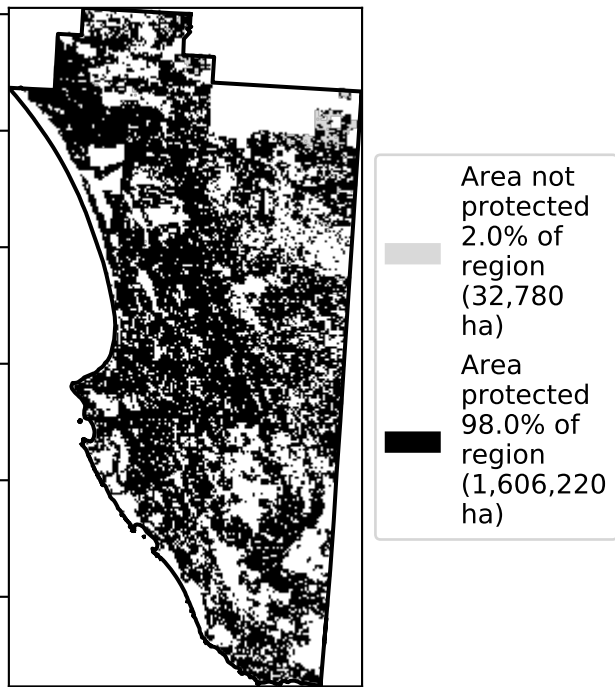 Area not
protected
2.0% of
region
(32,780
ha)
Area
protected
98.0% of
region
(1,606,220
ha)